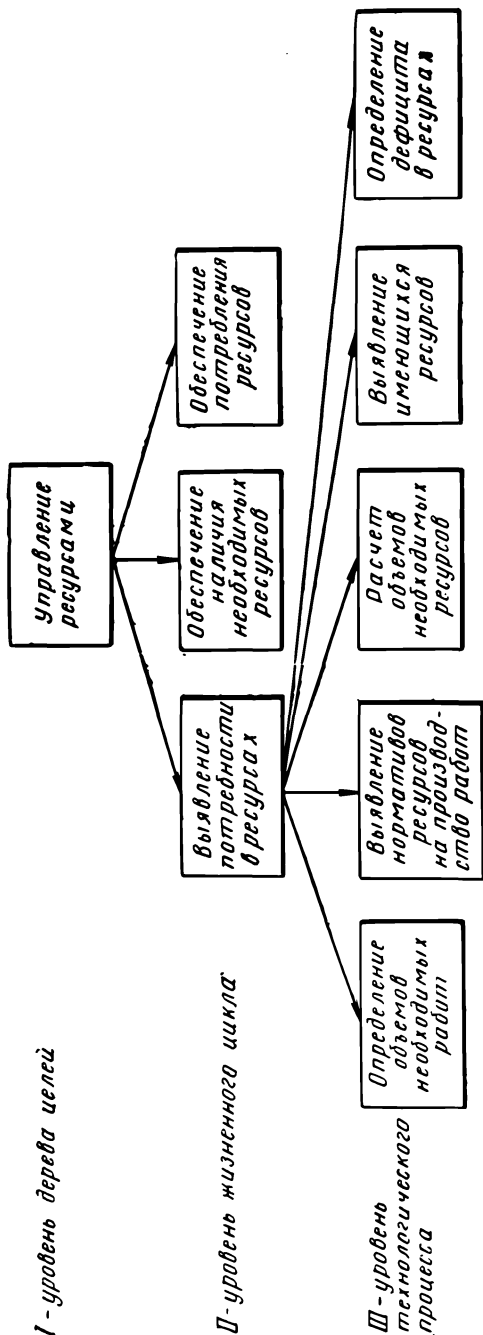 I - уровень дерева целей
Управление
ресурсами
II - уровень жизненного цикла
Выявление
потребности
в ресурсах
Обеспечение
наличия
необходимых
ресурсов
Обеспечение
потребления
ресурсов
III - уровень
технологического
процесса
Определение
объемов
необходимых
работ
Выявление
нормативов
ресурсов
на производ-
ство работ
Расчет
объемов
необходимых
ресурсов
Выявление
имеющихся
ресурсов
Определение
дефицита
в ресурсах